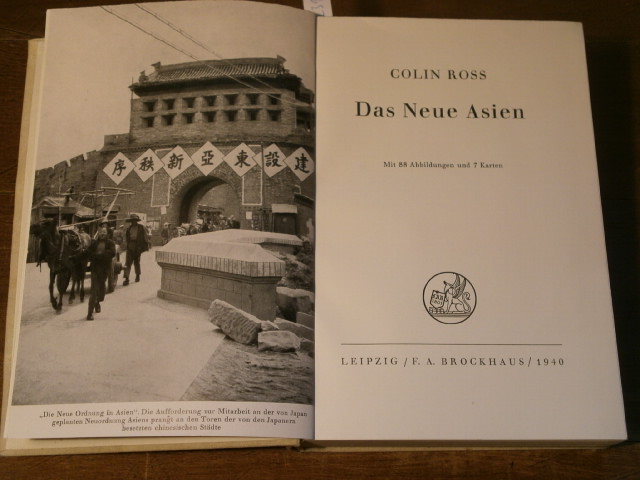 建設東亞新秩序
„Die Neue Ordnung in Asien“. Die Aufforderung zur Mitarbeit an der von Japan
geplanten Neuordnung Asiens prangt an den Toren der von den Japanern
besetzten chinesischen Städte
COLIN ROSS
Das Neue Asien
Mit 88 Abbildungen und 7 Karten
LEIPZIG / F. A. BROCKHAUS / 1940